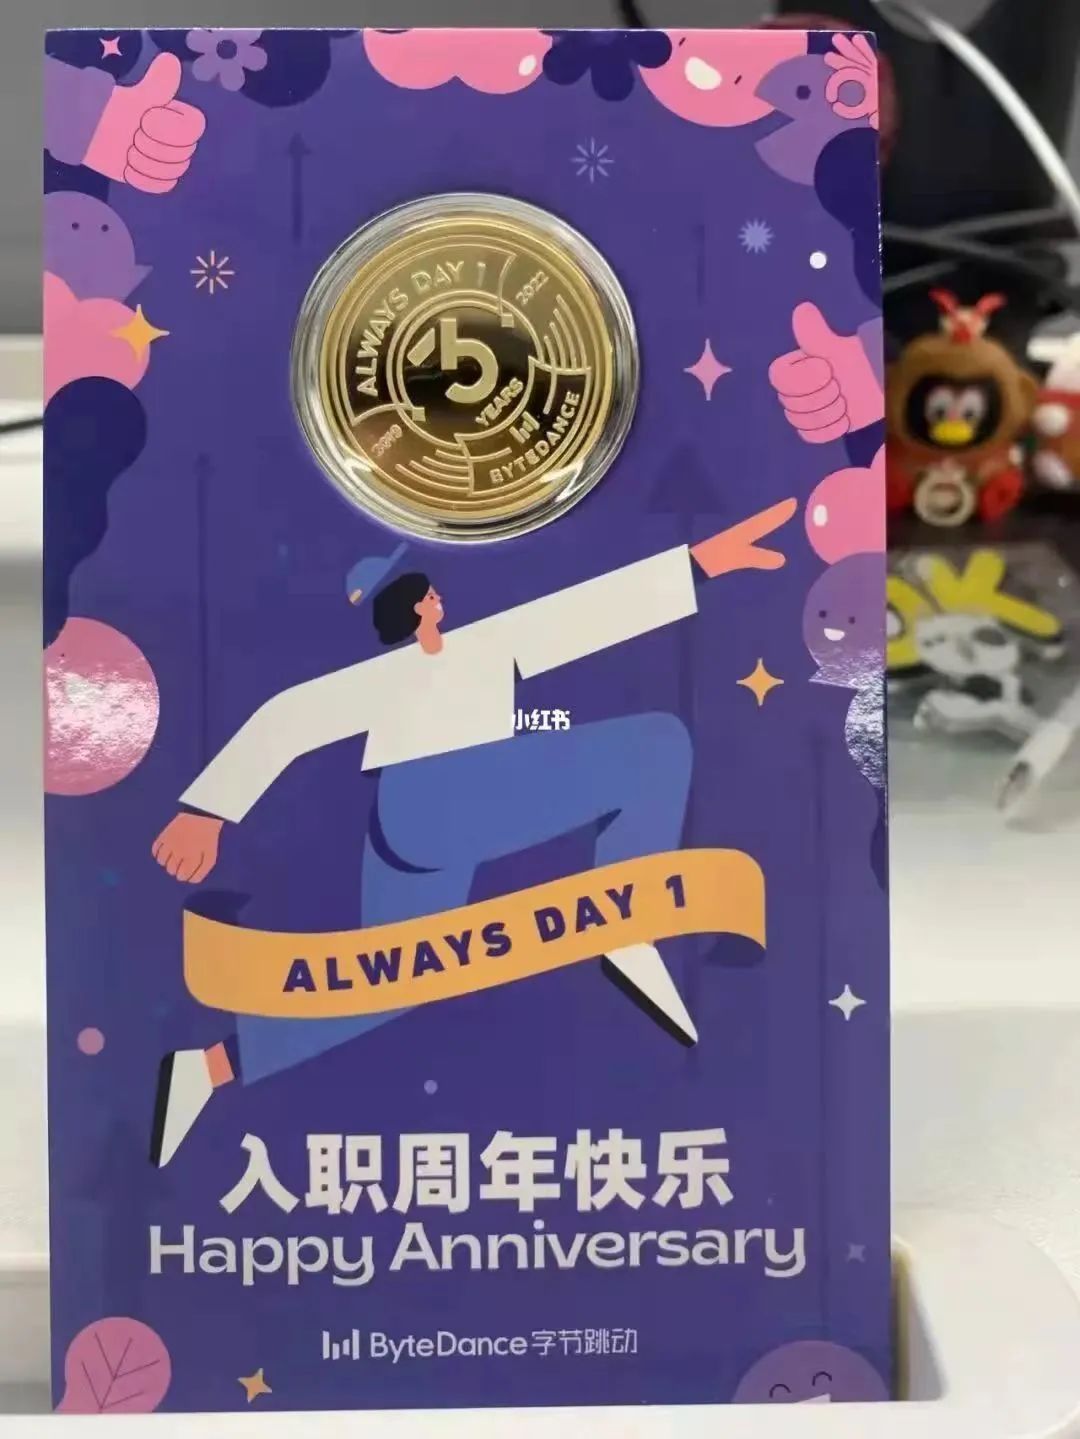 ALWAYS DAY 1
2022
YEARS
2019
BYTEDANCE
小红书
ALWAYS DAY 1
入职周年快乐
Happy Anniversary
ByteDance字节跳动